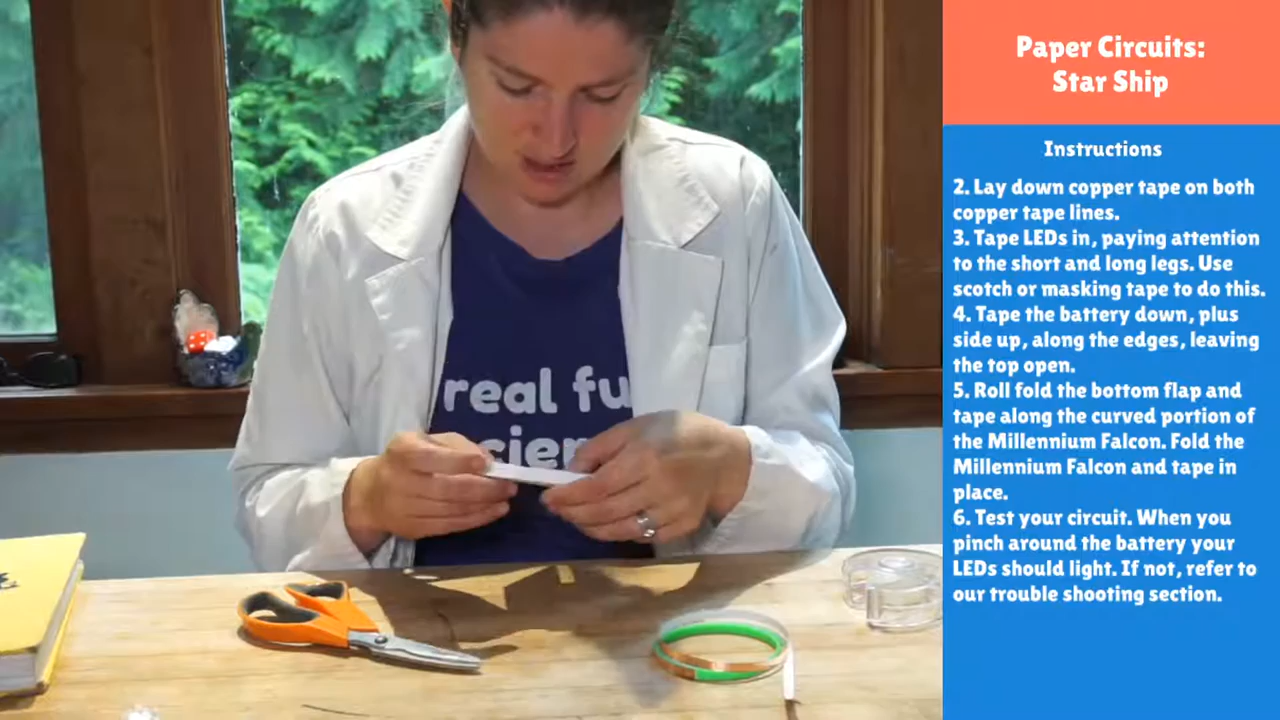 Paper Circuits:
Star Ship
Instructions
2. Lay down copper tape on both
copper tape lines.
3. Tape LEDs in, paying attention
to the short and long legs. Use
scotch or masking tape to do this.
4. Tape the battery down, plus
side up, along the edges, leaving
the top open.
5. Roll fold the bottom flap and
tape along the curved portion of
the Millennium Falcon. Fold the
Millennium Falcon and tape in
place.
6. Test your circuit. When you
pinch around the battery your
LEDs should light. If not, refer to
our trouble shooting section.
real fu
cien